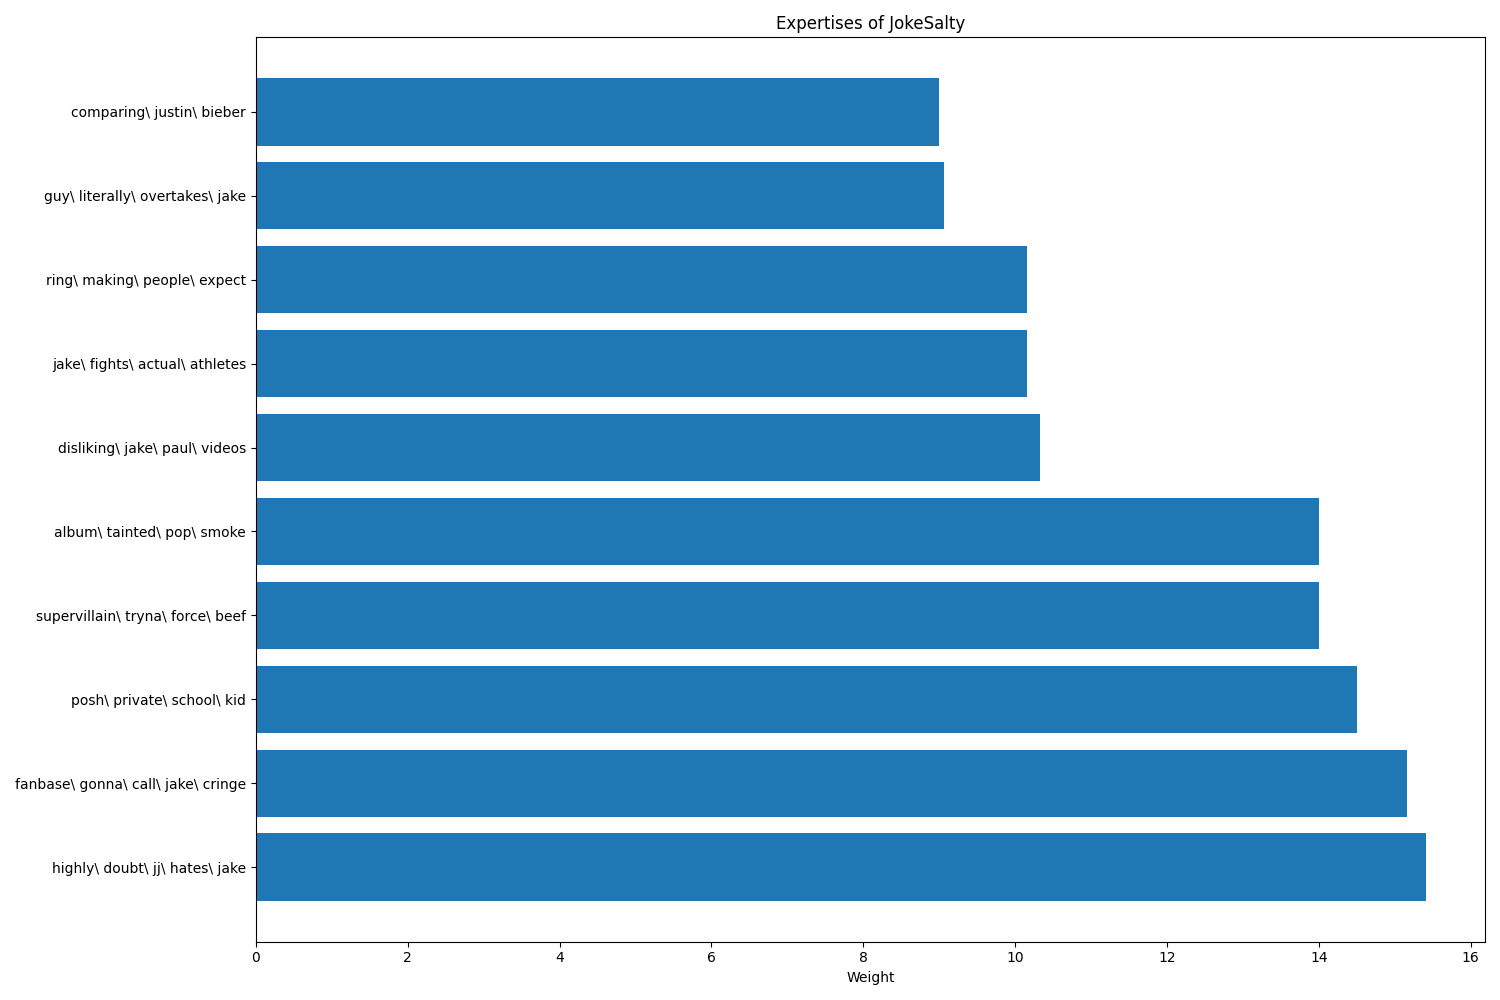 Expertises of JokeSalty
comparing\ justin\ bieber
guy\ literally\ overtakes\ jake
ring\ making\ people\ expect
jake\ fights\ actual\ athletes
disliking\ jake\ paul\ videos
album\ tainted\ pop\ smoke
supervillain\ tryna\ force\ beef
posh\ private\ school\ kid
fanbase\ gonna\ call\ jake\ cringe
highly\ doubt\ jj\ hates\ jake
0 2 4 6 8 10 12 14 16
Weight